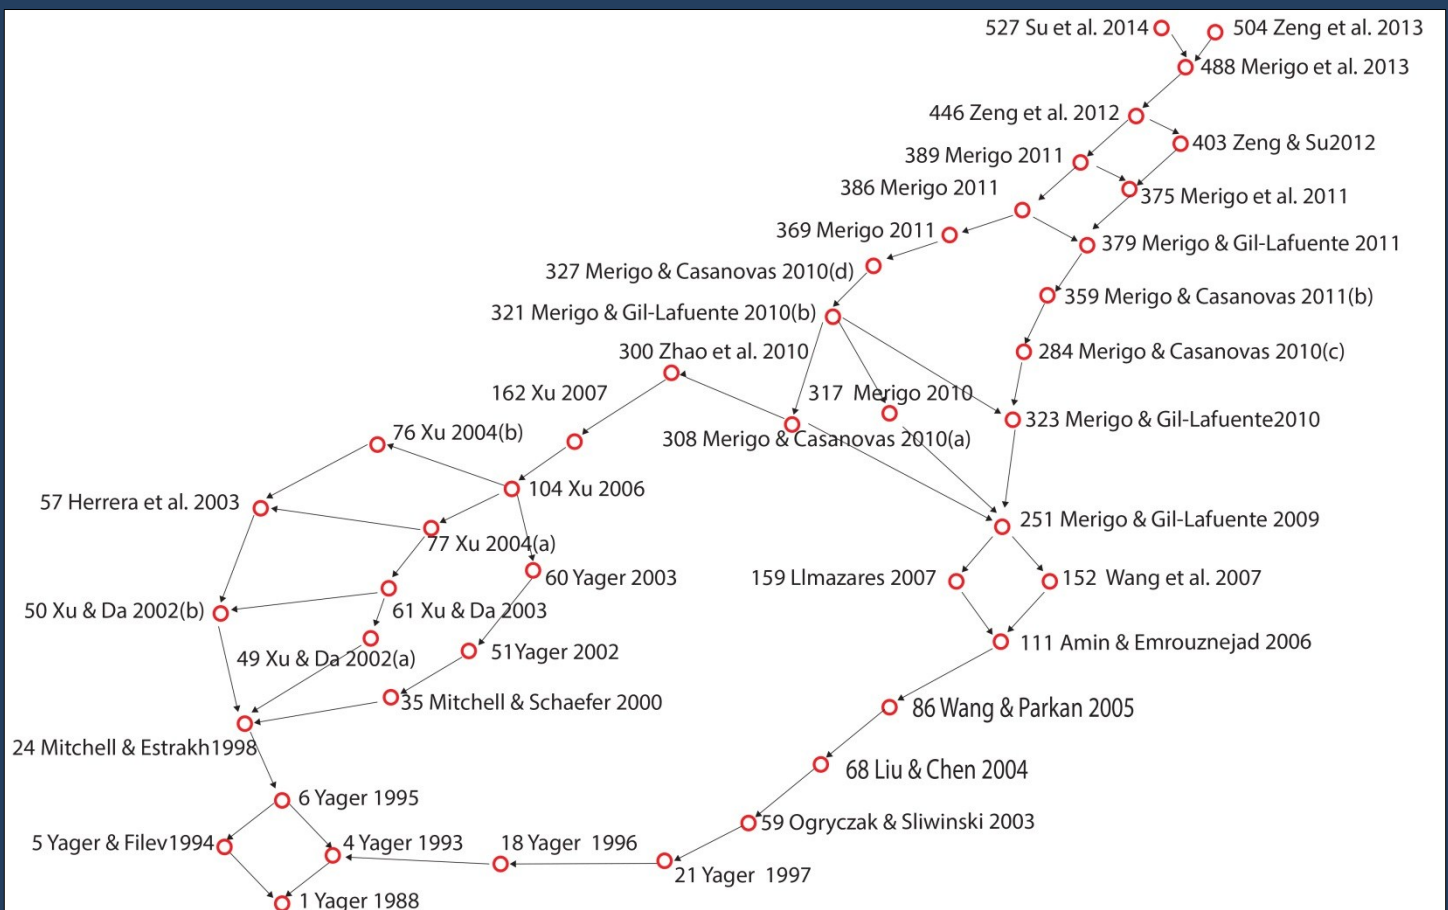 527 Su et al. 2014
504 Zeng et al. 2013
488 Merigo et al. 2013
446 Zeng et al. 2012
403 Zeng & Su2012
389 Merigo 2011
386 Merigo 2011
375 Merigo et al. 2011
369 Merigo 2011
379 Merigo & Gil-Lafuente 2011
327 Merigo & Casanovas 2010(d)
359 Merigo & Casanovas 2011(b)
321 Merigo & Gil-Lafuente 2010(b)
300 Zhao et al. 2010
284 Merigo & Casanovas 2010(c)
162 Xu 2007
317 Merigo 2010
323 Merigo & Gil-Lafuente2010
76 Xu 2004(b)
308 Merigo & Casanovas 2010(a)
104 Xu 2006
57 Herrera et al. 2003
251 Merigo & Gil-Lafuente 2009
77 Xu 2004(a)
60 Yager 2003
159 Llmazares 2007
152 Wang et al. 2007
50 Xu & Da 2002(b)
61 Xu & Da 2003
111 Amin & Emrouznejad 2006
49 Xu & Da 2002(a)
51Yager 2002
35 Mitchell & Schaefer 2000
86 Wang & Parkan 2005
24 Mitchell & Estrakh1998
68 Liu & Chen 2004
6 Yager 1995
59 Ogryczak & Sliwinski 2003
5 Yager & Filev1994
4 Yager 1993
18 Yager 1996
21 Yager 1997
1 Yager 1988